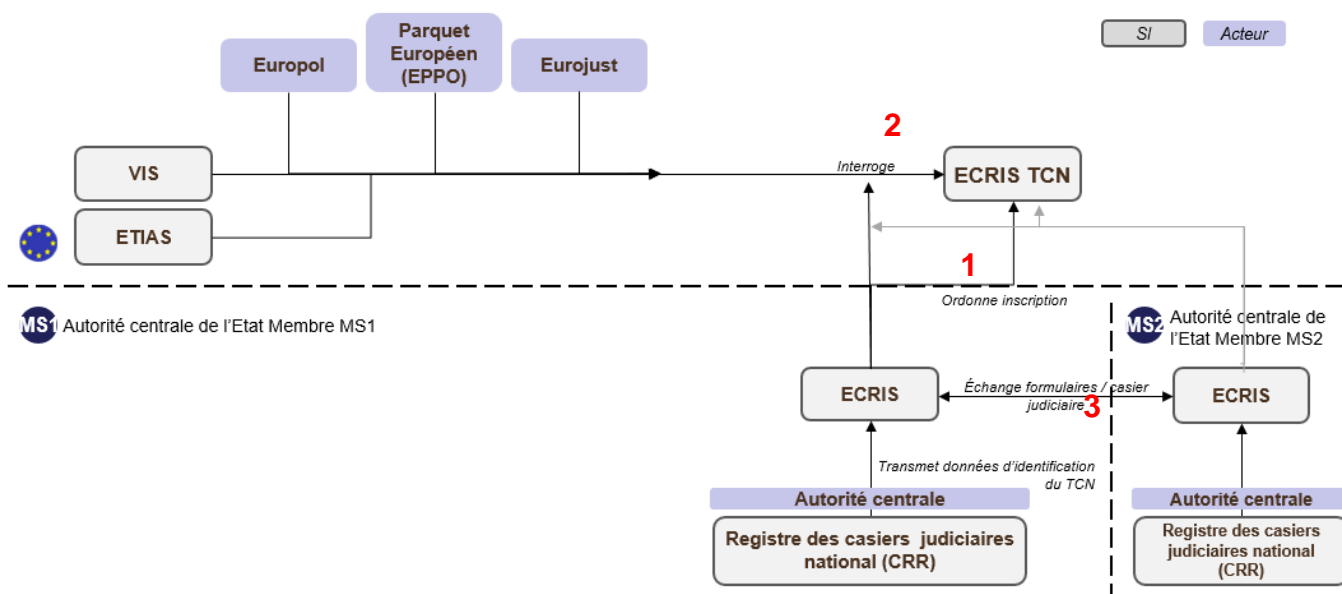 Parquet
Européen
(EPPO)
Europol
Eurojust
SI
Acteur
2
VIS
Interroge
ECRIS TCN
ETIAS
1
Ordonne inscription
MS1 Autorité centrale de l'Etat Membre MS1
MS2 Autorité centrale de
l'Etat Membre MS2
ECRIS
Échange formulaires / casier
judiciaire
3
ECRIS
Transmet données d'identification
du TCN
Autorité centrale
Registre des casiers judiciaires
national (CRR)
Autorité centrale
Registre des casiers
judiciaires national
(CRR)